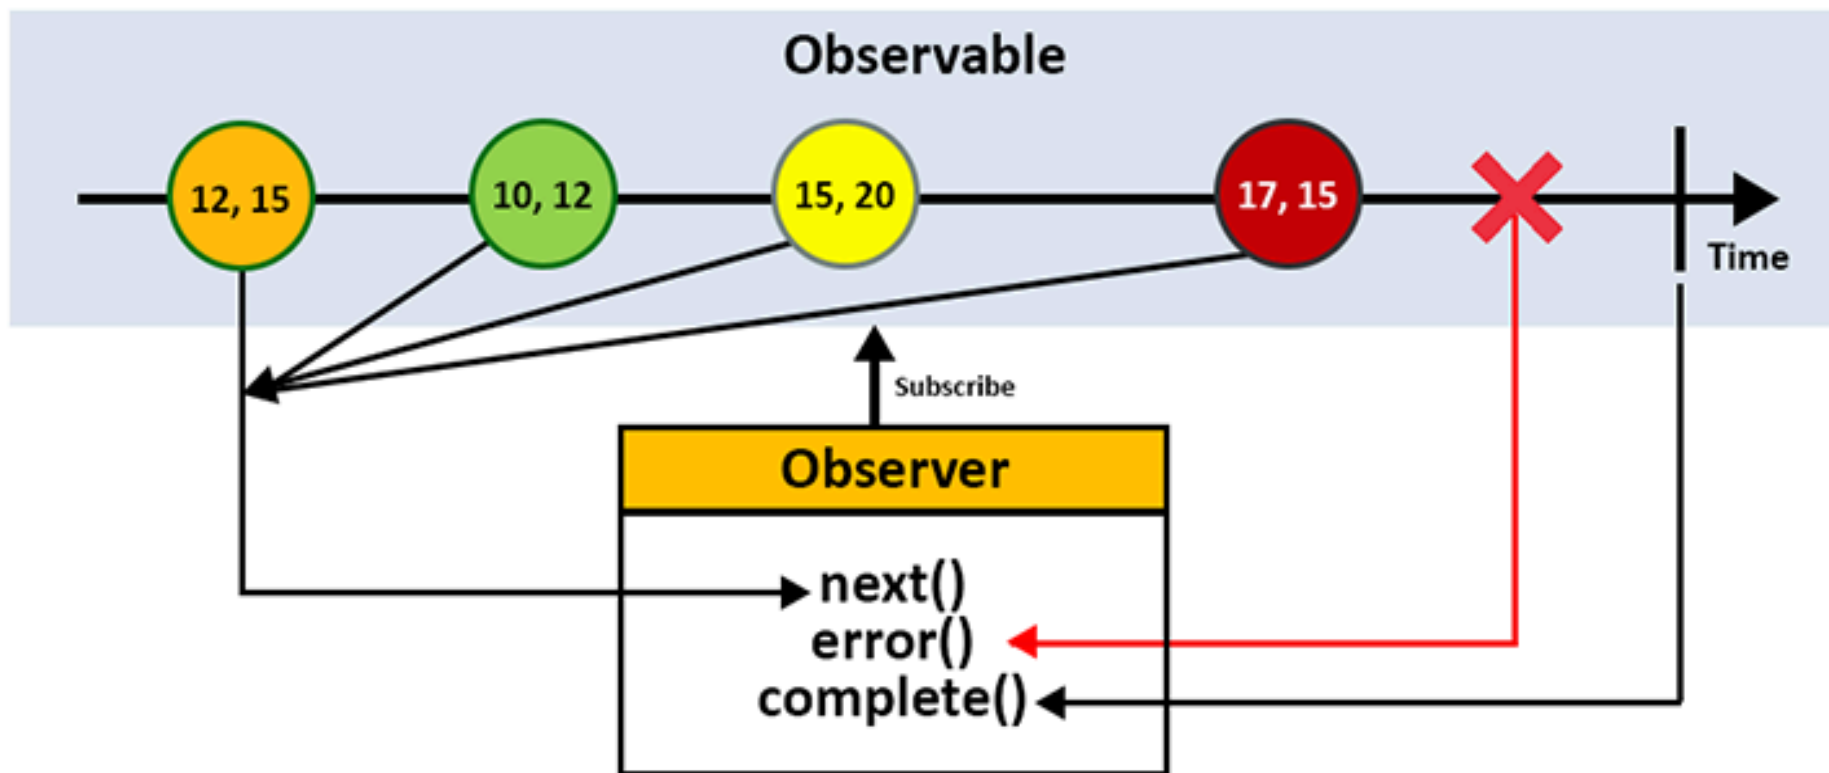 Observable
12, 15
10, 12
15, 20
17, 15
Time
Subscribe
Observer
next()
error()
complete()